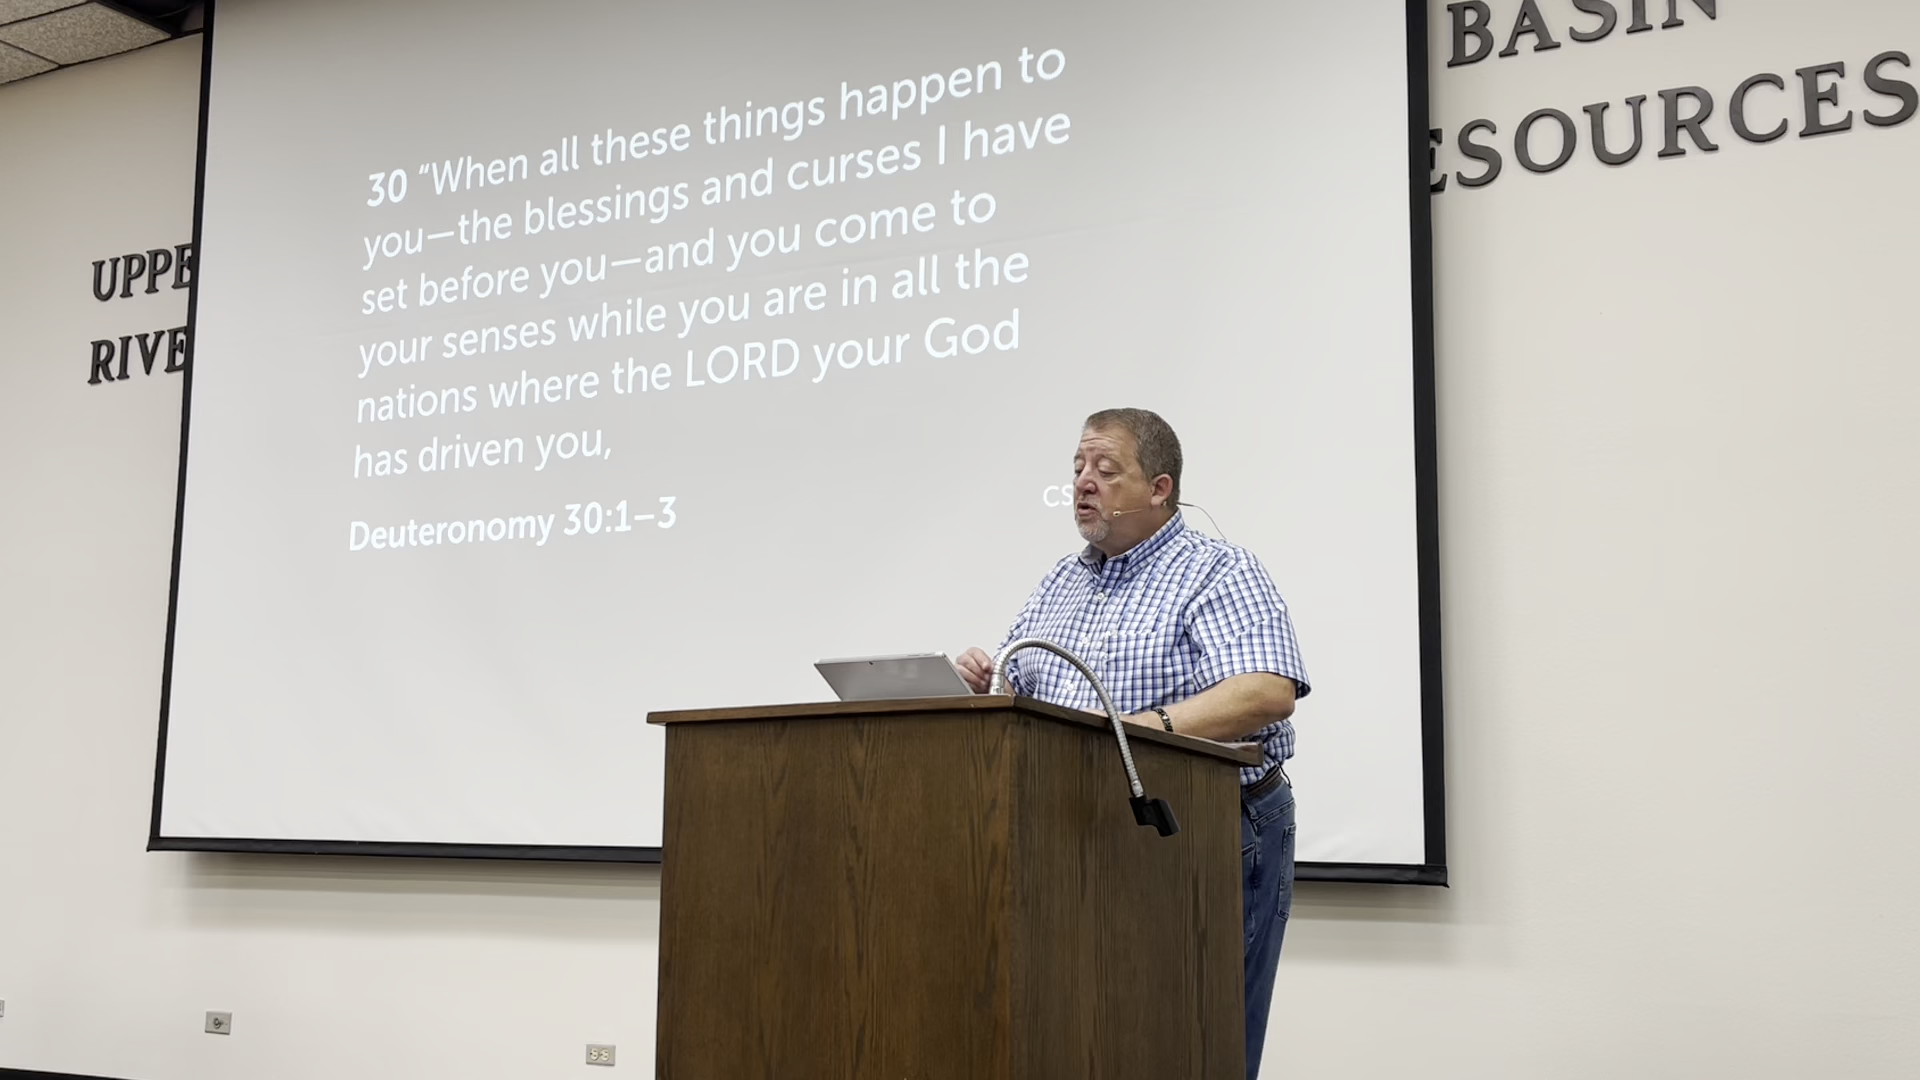 BASIN
ESOURCES
UPPE
RIVE
30 “When all these things happen to
you—the blessings and curses I have
set before you—and you come to
your senses while you are in all the
nations where the LORD your God
has driven you,
Deuteronomy 30:1–3
CS